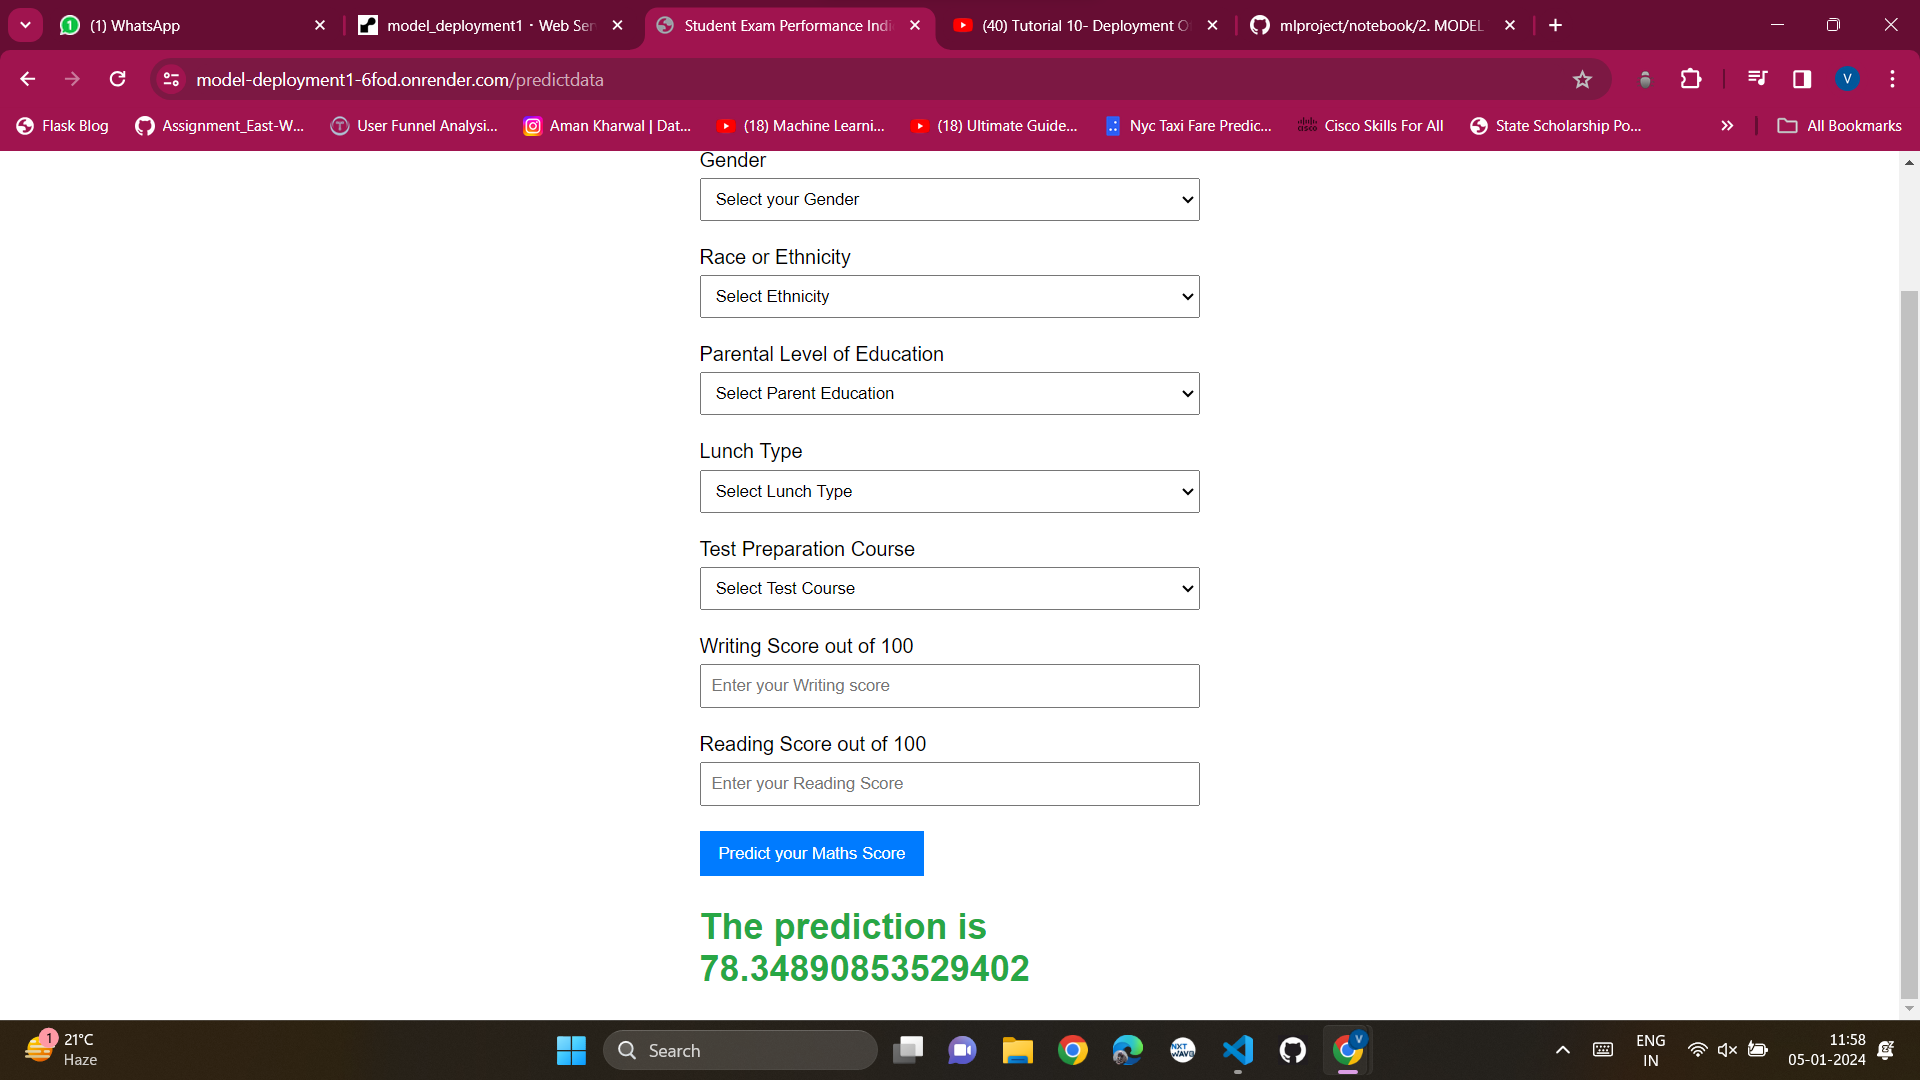 (1) WhatsApp
model_deployment1 · Web Ser
Student Exam Performance Indi
(40) Tutorial 10- Deployment O
mlproject/notebook/2. MODEL
model-deployment1-6fod.onrender.com/predictdata
V
Flask Blog
Assignment_East-W...
User Funnel Analysi...
Aman Kharwal | Dat...
(18) Machine Learni...
(18) Ultimate Guide...
Nyc Taxi Fare Predic...
Cisco Skills For All
State Scholarship Po...
All Bookmarks
Gender
Select your Gender
Race or Ethnicity
Select Ethnicity
Parental Level of Education
Select Parent Education
Lunch Type
Select Lunch Type
Test Preparation Course
Select Test Course
Writing Score out of 100
Enter your Writing score
Reading Score out of 100
Enter your Reading Score
Predict your Maths Score
The prediction is
78.34890853529402
1
21°C
Haze
Search
NXT
WAVE
V
ENG
IN
11:58
05-01-2024